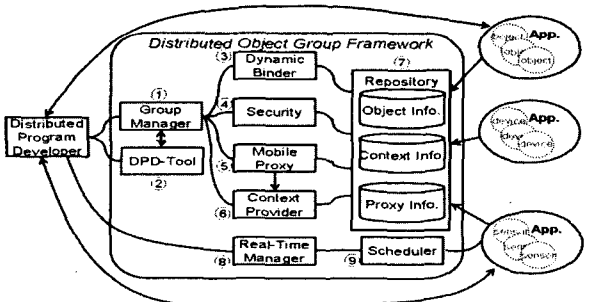 Distributed Object Group Framework
③
⑦
App.
object
object
Dynamic
Binder
Repository
①
Group
Manager
④
Security
Object Info.
App.
device
device
Distributed
Program
Developer
DPD-Tool
②
⑤
Mobile
Proxy
Context Info.
⑥
Context
Provider
Proxy Info.
App.
sensor
⑧
Real-Time
Manager
⑨
Scheduler